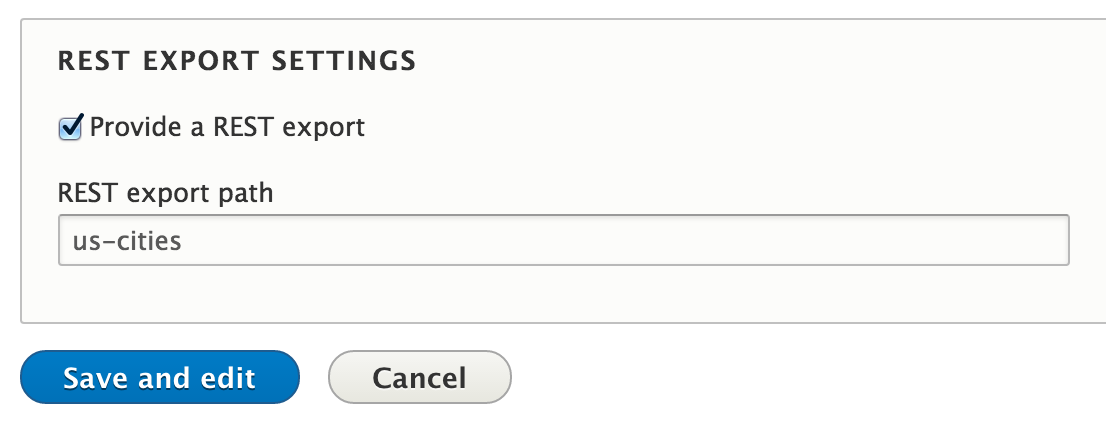 REST EXPORT SETTINGS
Provide a REST export
REST export path
us-cities
Save and edit
Cancel